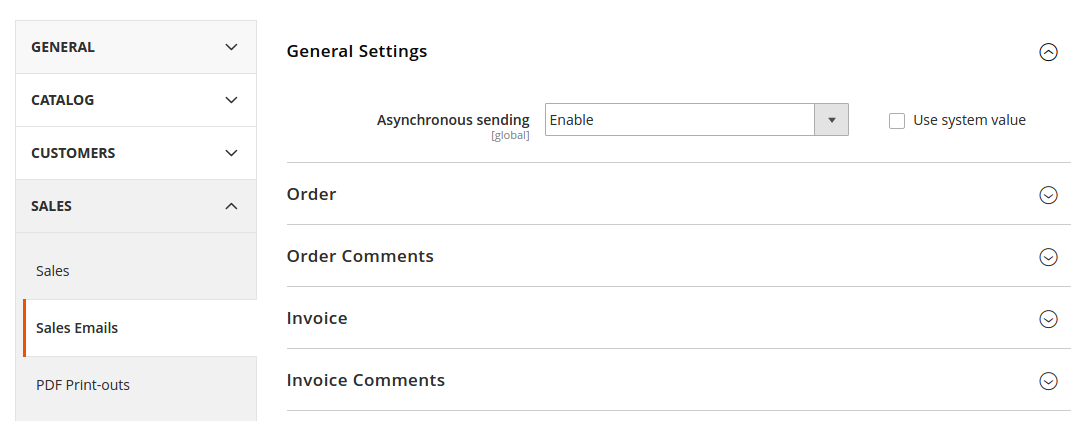 GENERAL
CATALOG
CUSTOMERS
SALES
Sales
Sales Emails
PDF Print-outs
General Settings
Asynchronous sending Enable Use system value
[global]
Order
Order Comments
Invoice
Invoice Comments